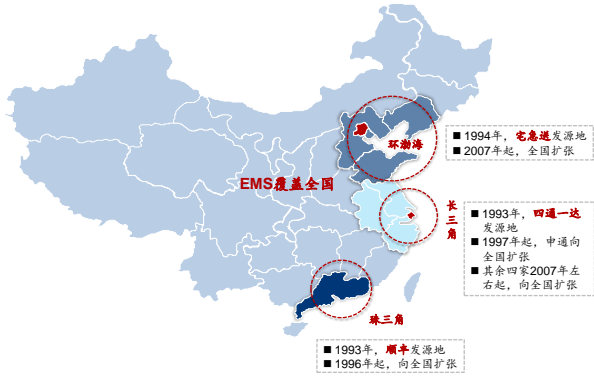 环渤海
■ 1994年，宅急送发源地
■ 2007年起，全国扩张
EMS覆盖全国
长三角
■ 1993年，四通一达
发源地
■ 1997年起，申通向
全国扩张
■ 其余四家2007年左
右起，向全国扩张
珠三角
■ 1993年，顺丰发源地
■ 1996年起，向全国扩张